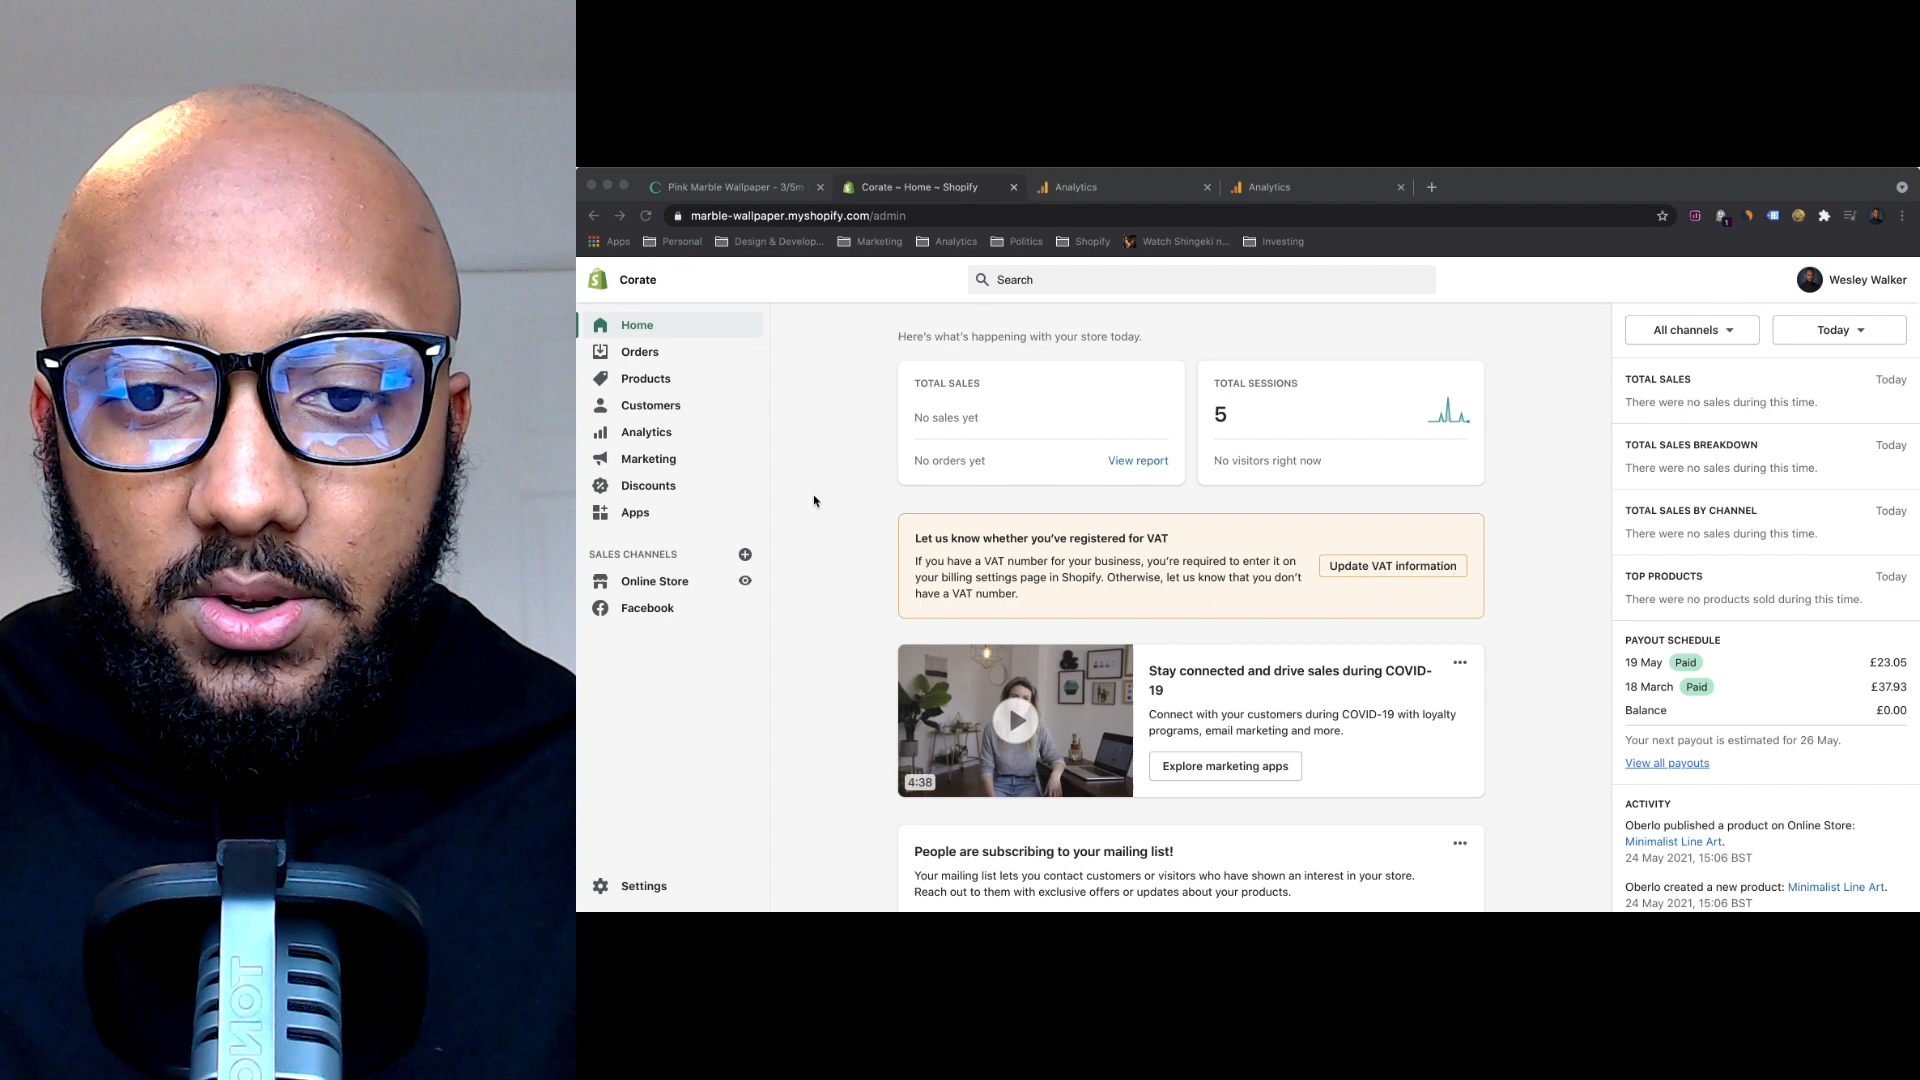 Pink Marble Wallpaper - 3/5m
Corate ~ Home ~ Shopify
Analytics
Analytics
marble-wallpaper.myshopify.com/admin
Apps
Personal
Design & Develop...
Marketing
Analytics
Politics
Shopify
Watch Shingeki n...
Investing
Corate
Search
Wesley Walker
Home
Orders
Products
Customers
Analytics
Marketing
Discounts
Apps
SALES CHANNELS
Online Store
Facebook
Settings
Here's what's happening with your store today.
TOTAL SALES
No sales yet
No orders yet
View report
TOTAL SESSIONS
5
No visitors right now
Let us know whether you've registered for VAT
If you have a VAT number for your business, you're required to enter it on
your billing settings page in Shopify. Otherwise, let us know that you don't
have a VAT number.
Update VAT information
4:38
Stay connected and drive sales during COVID-
19
Connect with your customers during COVID-19 with loyalty
programs, email marketing and more.
Explore marketing apps
People are subscribing to your mailing list!
Your mailing list lets you contact customers or visitors who have shown an interest in your store.
Reach out to them with exclusive offers or updates about your products.
All channels
Today
TOTAL SALES Today
There were no sales during this time.
TOTAL SALES BREAKDOWN Today
There were no sales during this time.
TOTAL SALES BY CHANNEL Today
There were no sales during this time.
TOP PRODUCTS Today
There were no products sold during this time.
PAYOUT SCHEDULE
19 May Paid £23.05
18 March Paid £37.93
Balance £0.00
Your next payout is estimated for 26 May.
View all payouts
ACTIVITY
Oberlo published a product on Online Store:
Minimalist Line Art.
24 May 2021, 15:06 BST
Oberlo created a new product: Minimalist Line Art.
24 May 2021, 15:06 BST